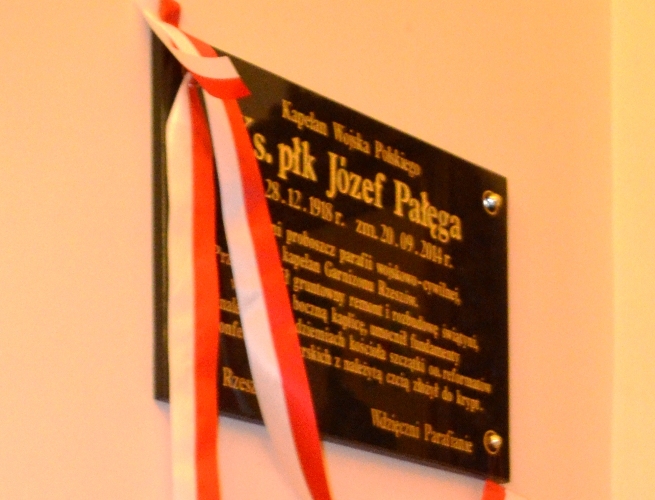 Kapelan Wojska Polskiego
Ks. płk Józef Pałęga
28.12.1918 r. zm. 20.09.2014 r.
proboszcz parafii wojskowo-cywilnej,
kapelan Garnizonu Rzeszów.
gruntowny remont i rozbudowę świątyni,
boczną kaplicę, umocnił fundamenty
kościoła szczątki oo. reformatów
z należytą czcią złożył do krypt.
Wdzięczni Parafianie